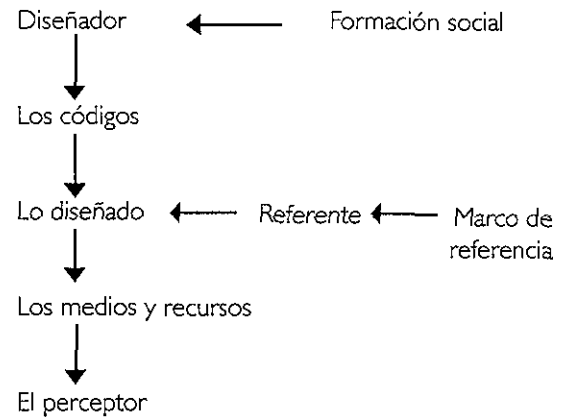 Diseñador
Formación social
Los códigos
Lo diseñado
Referente
Marco de
referencia
Los medios y recursos
El perceptor